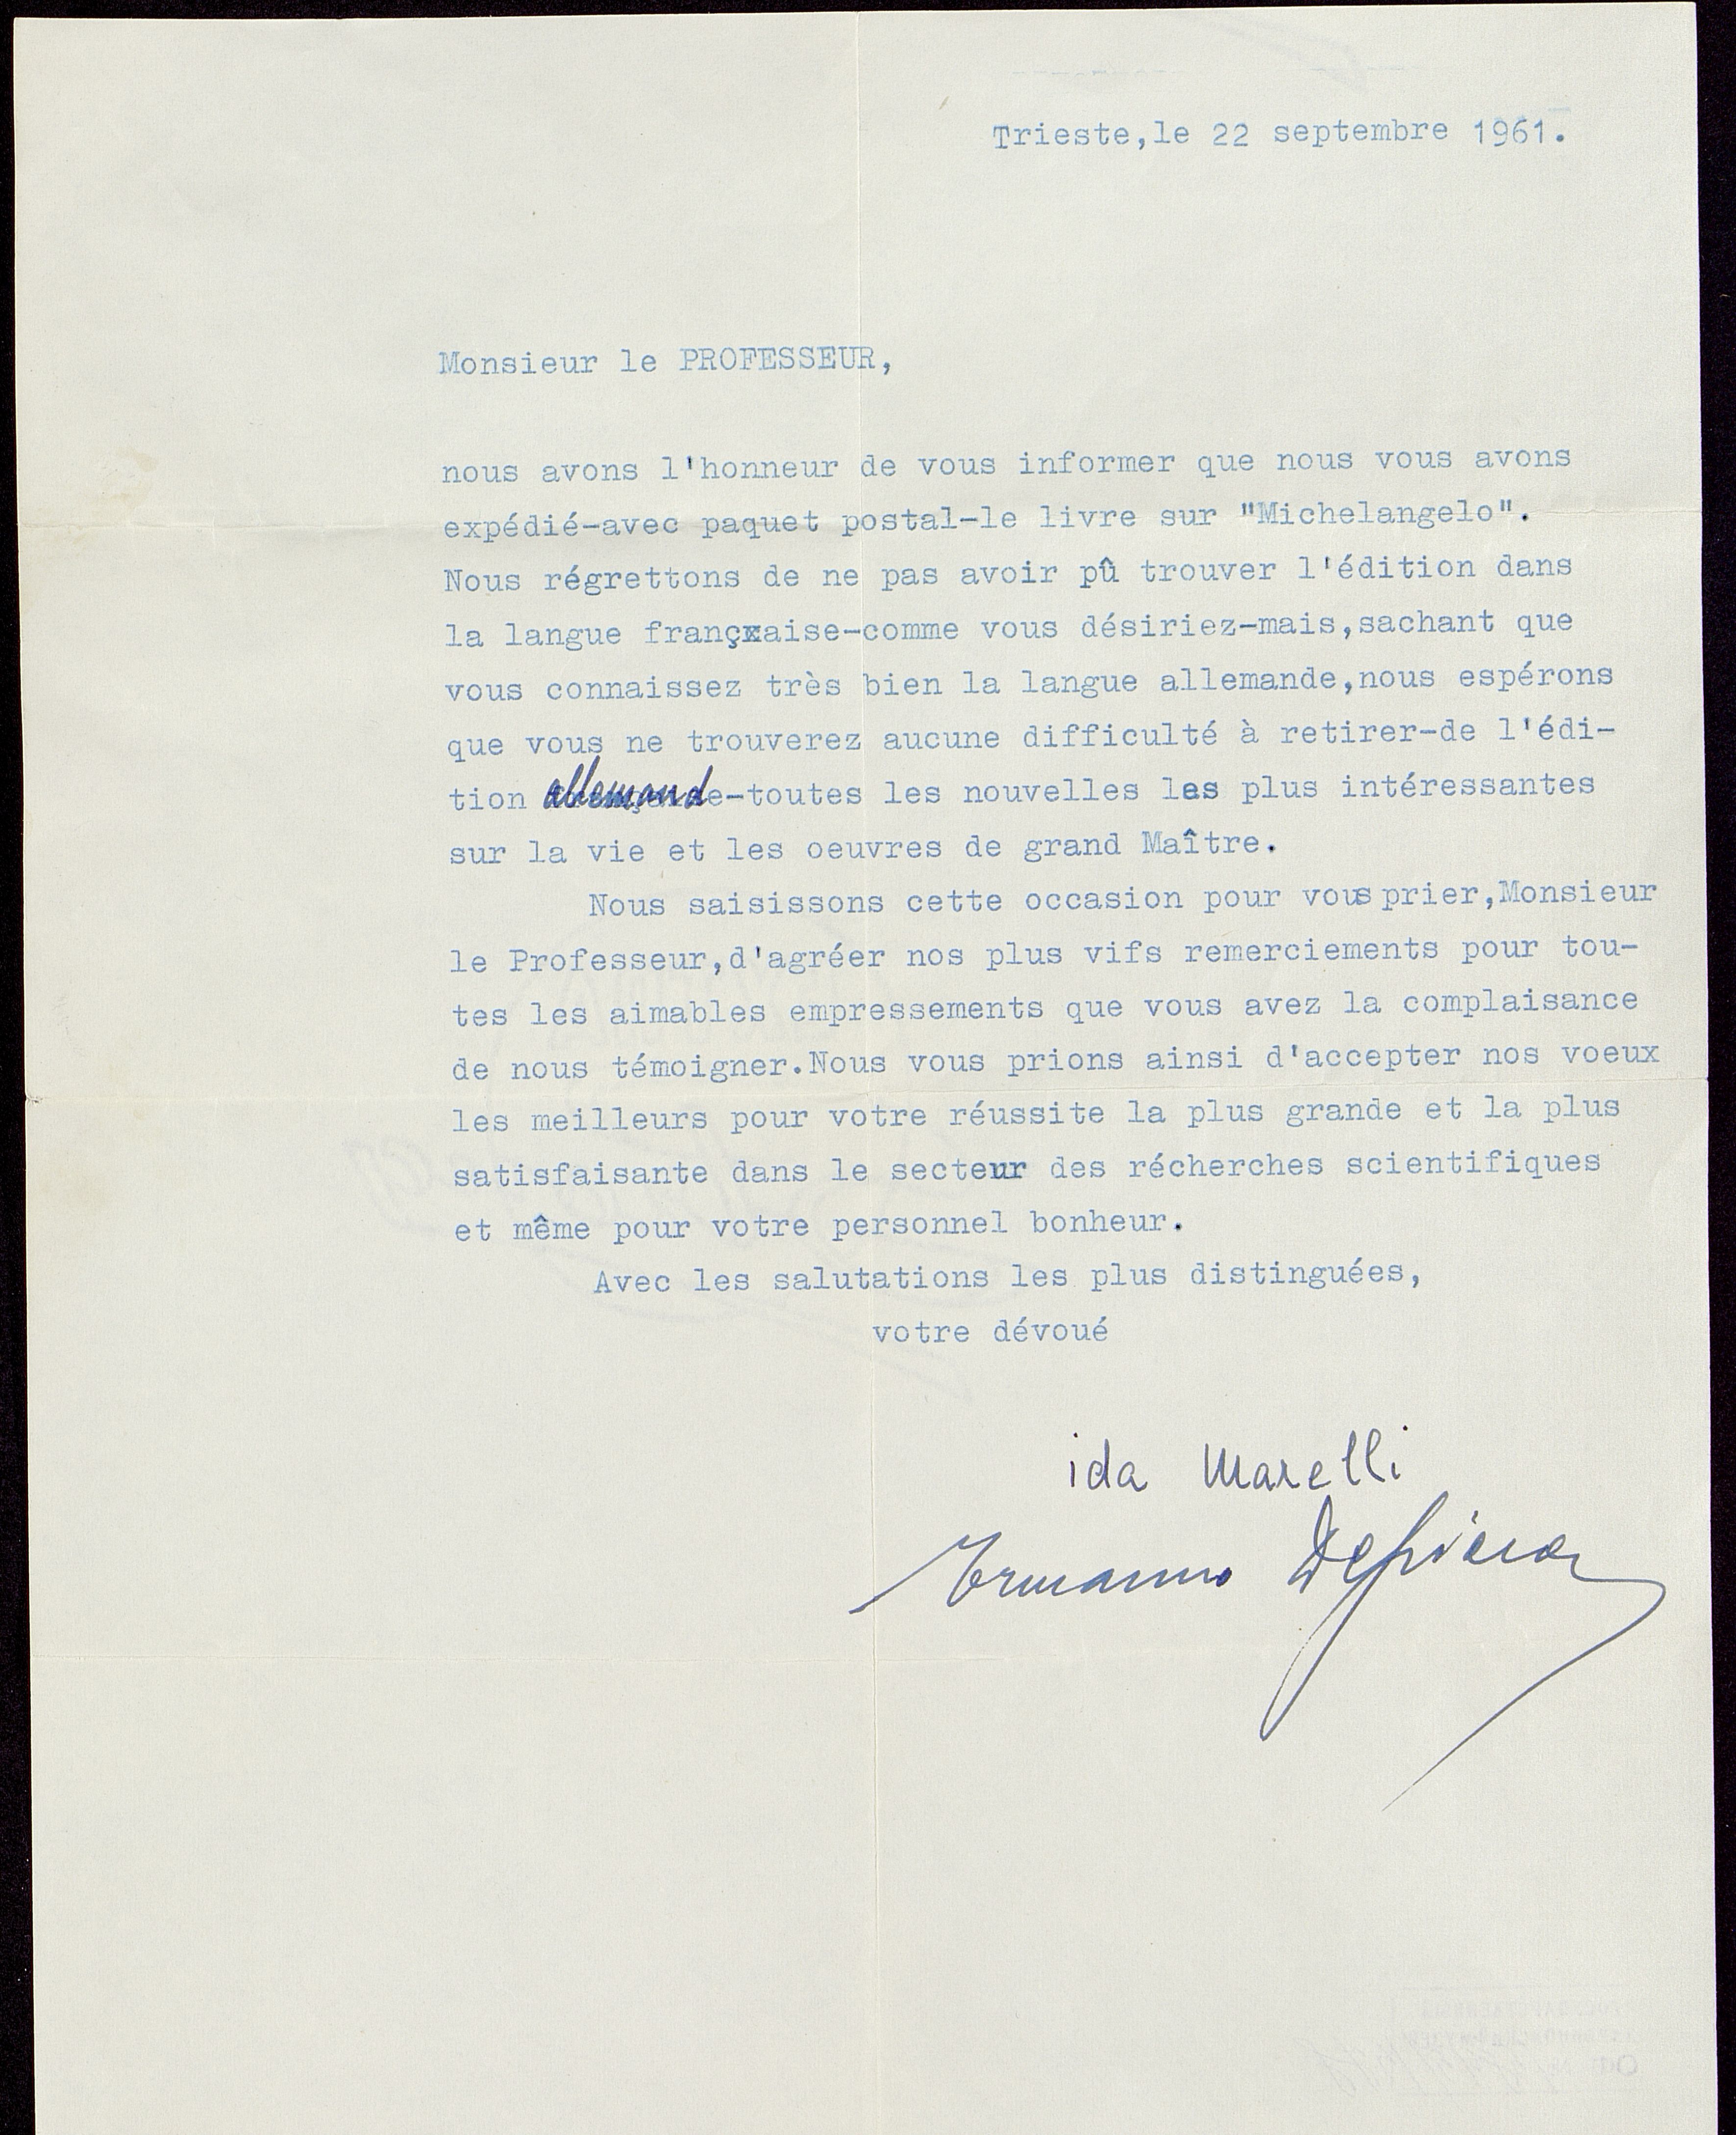 Trieste,le 22 septembre 1961.
Monsieur le PROFESSEUR,
nous avons l'honneur de vous informer que nous vous avons
expédié-avec paquet postal-le livre sur "Michelangelo".
Nous régrettons de ne pas avoir pû trouver l'édition dans
la langue françxaise-comme vous désiriez-mais,sachant que
vous connaissez très bien la langue allemande,nous espérons
que vous ne trouverez aucune difficulté à retirer-de l'édi-
tion allemande-toutes les nouvelles les plus intéressantes
sur la vie et les oeuvres de grand Maître.
Nous saisissons cette occasion pour vous prier,Monsieur
le Professeur,d'agréer nos plus vifs remerciements pour tou-
tes les aimables empressements que vous avez la complaisance
de nous témoigner.Nous vous prions ainsi d'accepter nos voeux
les meilleurs pour votre réussite la plus grande et la plus
satisfaisante dans le secteur des récherches scientifiques
et même pour votre personnel bonheur.
Avec les salutations les plus distinguées,
votre dévoué
ida Marelli
Ermanno